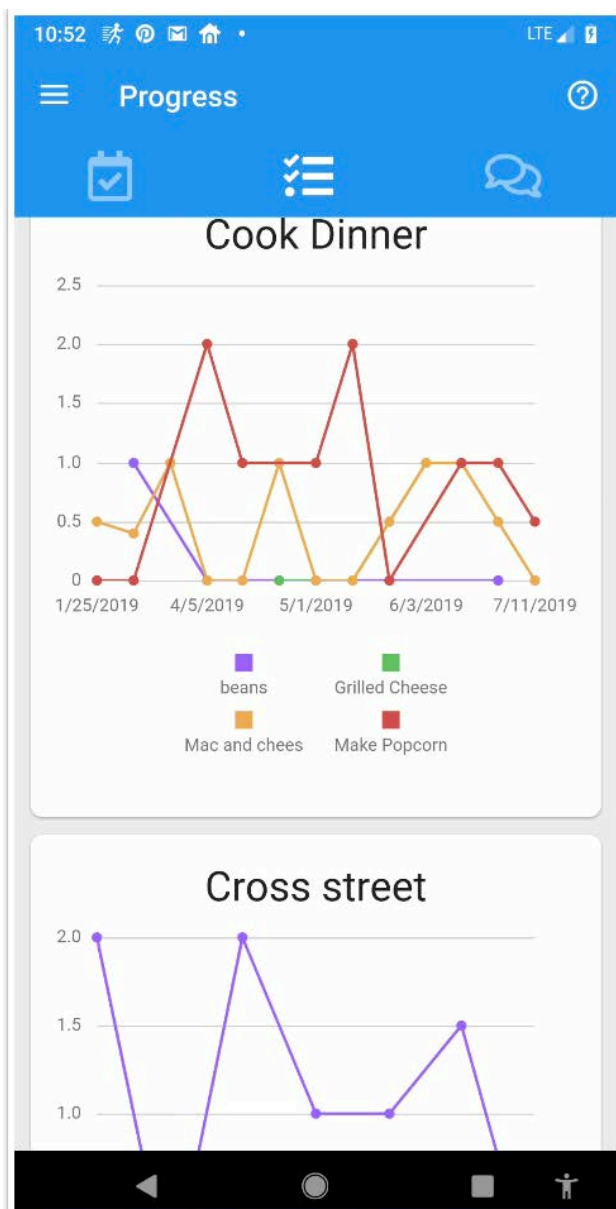 10:52 LTE
Progress
Cook Dinner
2.5
2.0
1.5
1.0
0.5
0
1/25/2019 4/5/2019 5/1/2019 6/3/2019 7/11/2019
beans Grilled Cheese
Mac and chees Make Popcorn
Cross street
2.0
1.5
1.0